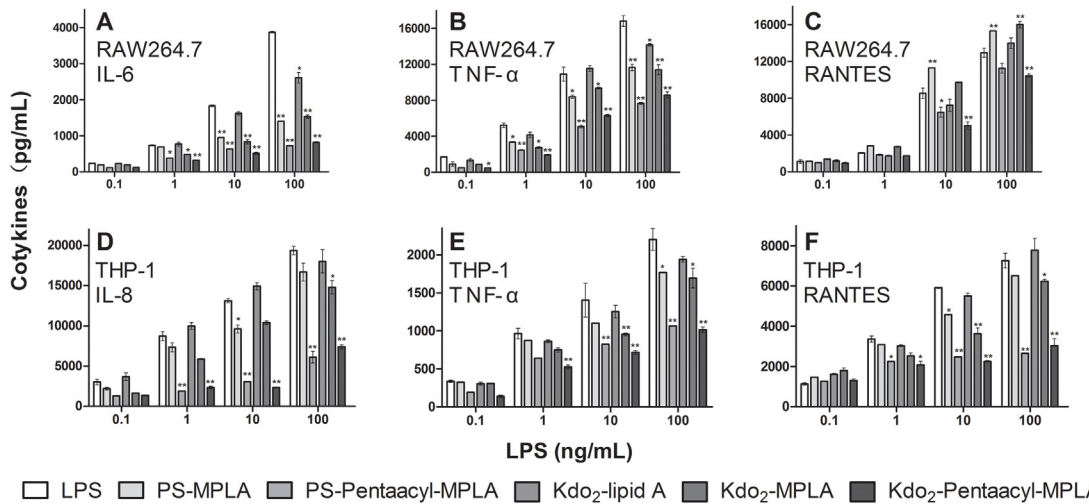 Cotykines (pg/mL)
A
RAW264.7
IL-6
4000
3000
2000
1000
0
0.1 1 10 100
* ** * ** ** ** ** ** ** * ** **
B
RAW264.7
TNF-α
16000
12000
8000
4000
0
0.1 1 10 100
* * ** * ** * ** * ** ** ** * ** **
C
RAW264.7
RANTES
16000
12000
8000
4000
0
0.1 1 10 100
** * ** ** ** **
D
THP-1
IL-8
20000
15000
10000
5000
0
0.1 1 10 100
** ** * ** ** ** * **
E
THP-1
TNF-α
2500
2000
1500
1000
500
0
0.1 1 10 100
** ** ** ** * ** * **
F
THP-1
RANTES
8000
6000
4000
2000
0
0.1 1 10 100
* * * ** ** ** ** * **
LPS (ng/mL)
LPS PS-MPLA PS-Pentaacyl-MPLA Kdo2-lipid A Kdo2-MPLA Kdo2-Pentaacyl-MPL